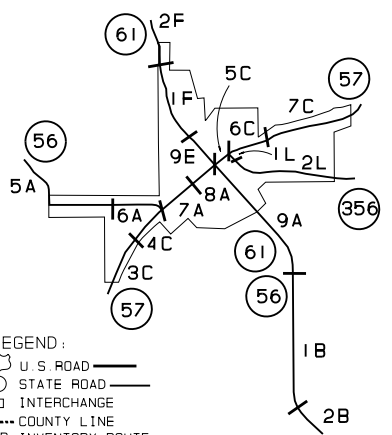 61
2F
5C
57
7C
1F
6C
56
1L
2L
9E
5A
8A
356
6A
7A
9A
4C
61
3C
56
57
1B
2B
EGEND:
U.S. ROAD
STATE ROAD
INTERCHANGE
COUNTY LINE